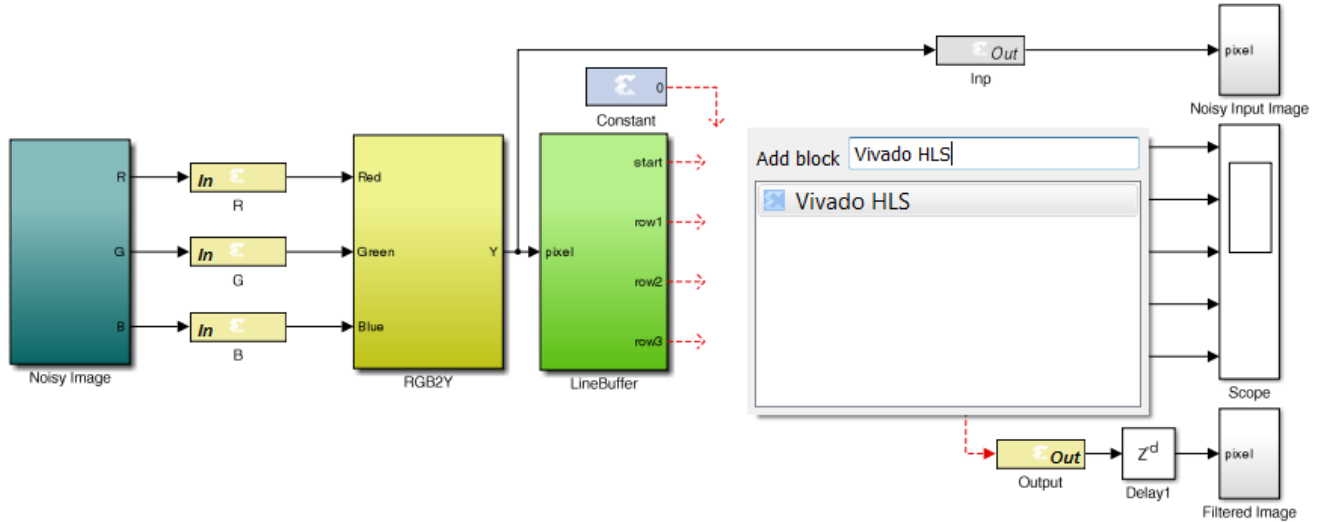 Out
pixel
Inp
Noisy Input Image
0
Constant
R
G
B
Noisy Image
In
R
In
G
In
B
Red
Green
Blue
Y
RGB2Y
pixel
start
row1
row2
row3
LineBuffer
Add block Vivado HLS
Vivado HLS
Scope
Out
Output
Z-d
Delay1
pixel
Filtered Image